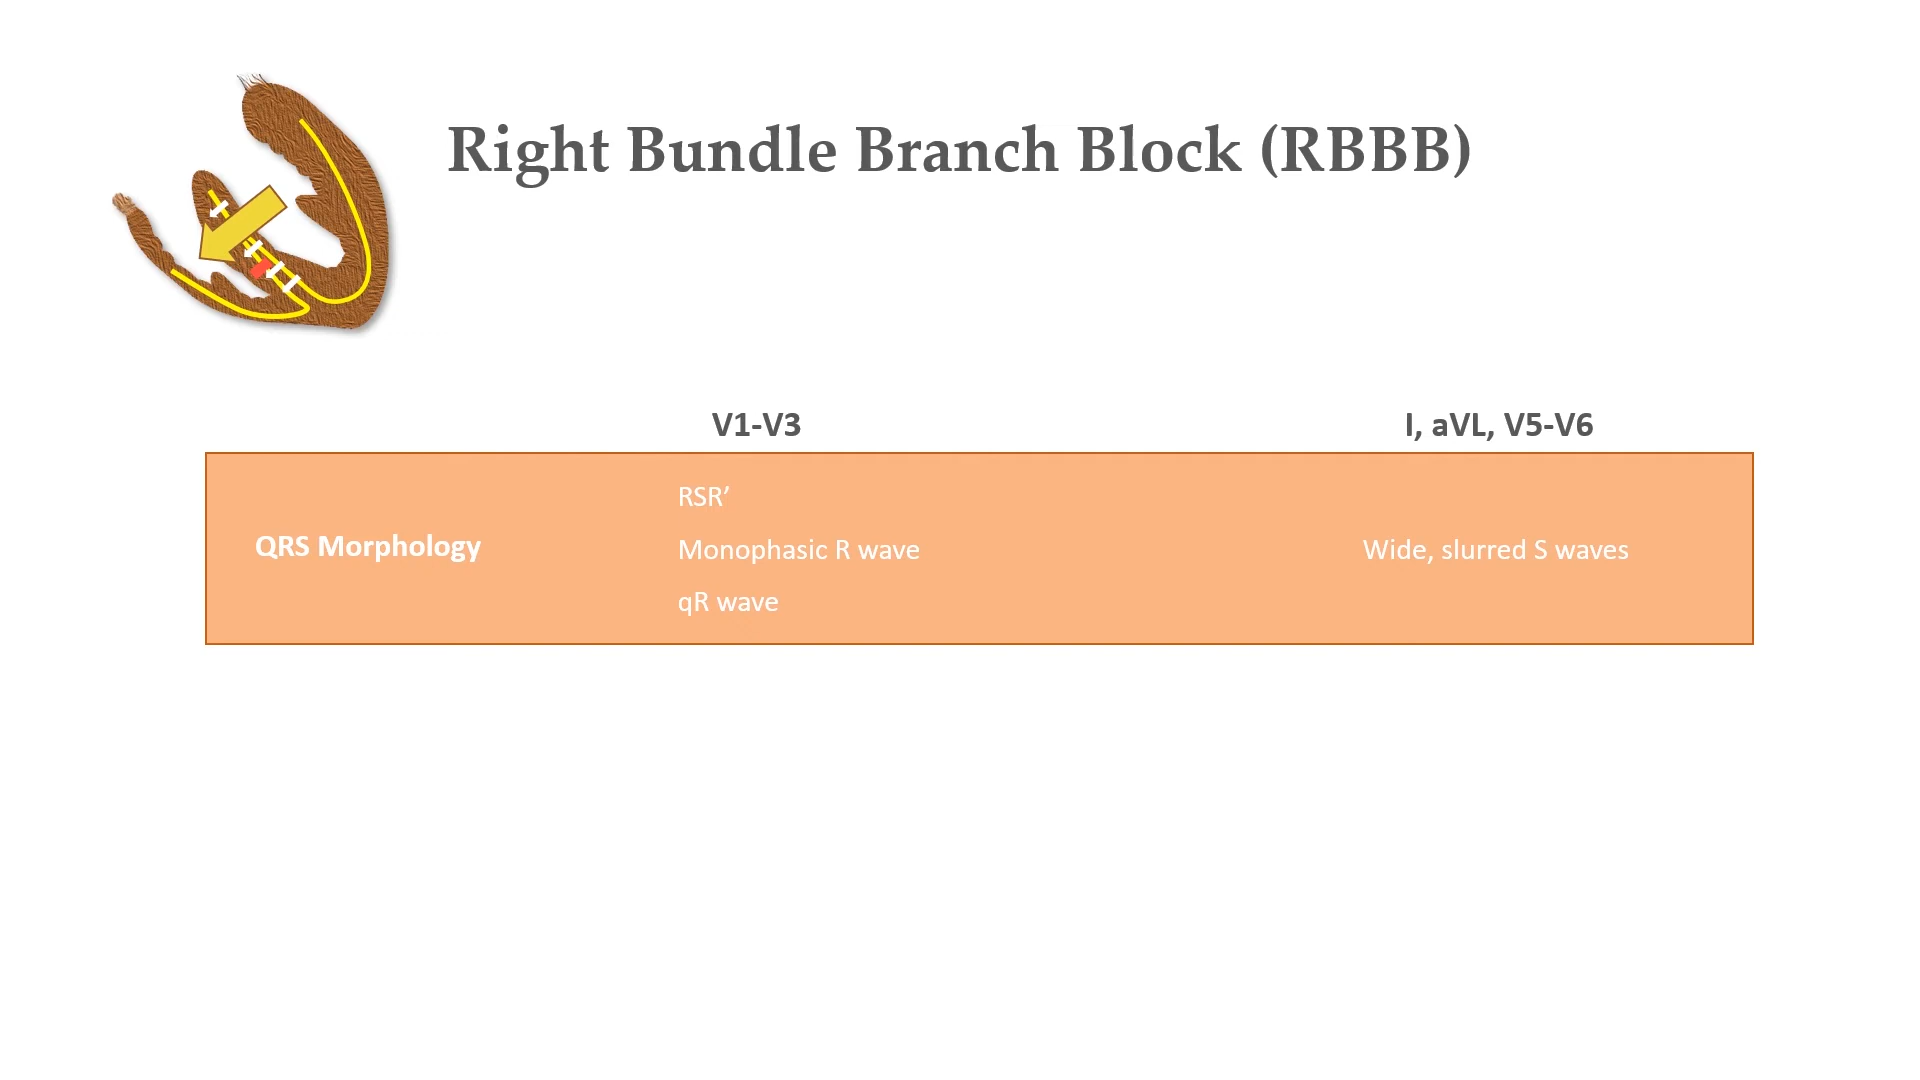 Right Bundle Branch Block (RBBB)
V1-V3
I, aVL, V5-V6
QRS Morphology
RSR’
Monophasic R wave
qR wave
Wide, slurred S waves